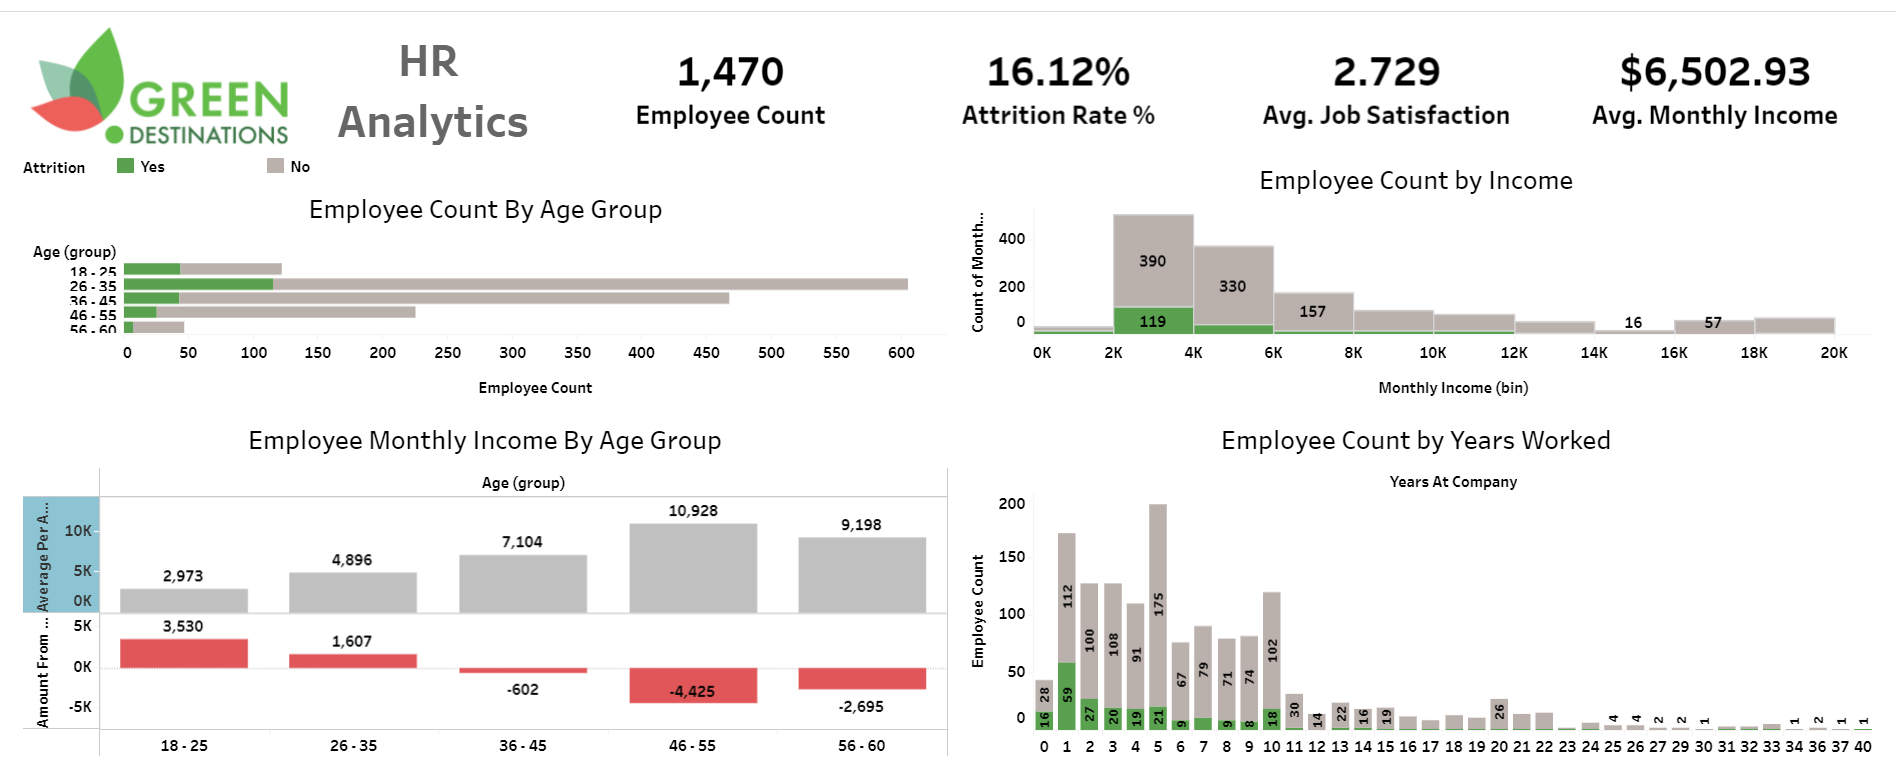 GREEN
DESTINATIONS
HR
Analytics
1,470
Employee Count
16.12%
Attrition Rate %
2.729
Avg. Job Satisfaction
$6,502.93
Avg. Monthly Income
Attrition Yes No
Employee Count By Age Group
Age (group)
18 - 25
26 - 35
36 - 45
46 - 55
56 - 60
0 50 100 150 200 250 300 350 400 450 500 550 600
Employee Count
Employee Count by Income
Count of Month...
400
200
0
390
119
330
157
16
57
0K 2K 4K 6K 8K 10K 12K 14K 16K 18K 20K
Monthly Income (bin)
Employee Monthly Income By Age Group
Age (group)
Average Per A...
10K
5K
0K
2,973
4,896
7,104
10,928
9,198
Amount From ...
5K
0K
-5K
3,530
1,607
-602
-4,425
-2,695
18 - 25 26 - 35 36 - 45 46 - 55 56 - 60
Employee Count by Years Worked
Years At Company
Employee Count
200
150
100
50
0
28
16
112
59
100
27
108
20
91
19
175
21
67
9
79
71
9
74
8
102
18
30
14
22
16
19
26
4
4
2
2
1
1
2
1
1
0 1 2 3 4 5 6 7 8 9 10 11 12 13 14 15 16 17 18 19 20 21 22 23 24 25 26 27 29 30 31 32 33 34 36 37 40